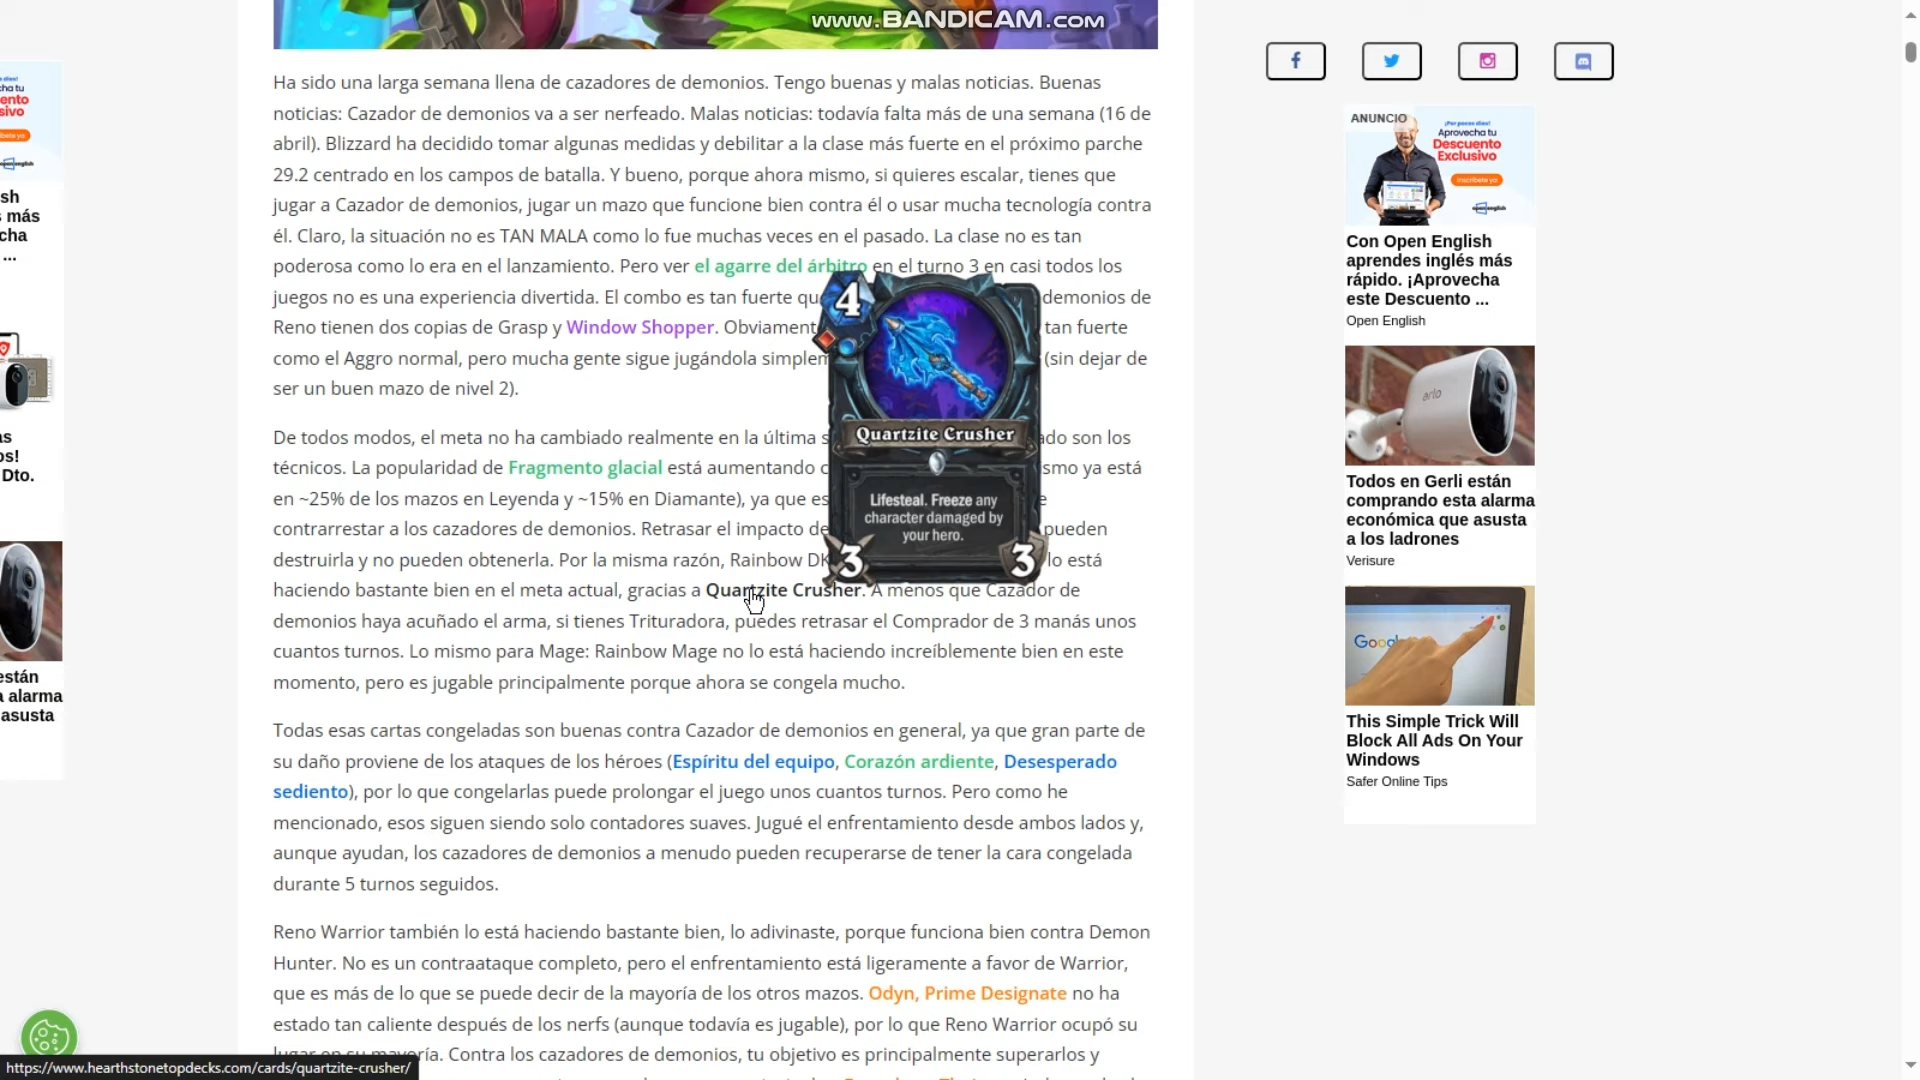 www.BANDICAM.com
Ha sido una larga semana llena de cazadores de demonios. Tengo buenas y malas noticias. Buenas
noticias: Cazador de demonios va a ser nerfeado. Malas noticias: todavía falta más de una semana (16 de
abril). Blizzard ha decidido tomar algunas medidas y debilitar a la clase más fuerte en el próximo parche
29.2 centrado en los campos de batalla. Y bueno, porque ahora mismo, si quieres escalar, tienes que
jugar a Cazador de demonios, jugar un mazo que funcione bien contra él o usar mucha tecnología contra
él. Claro, la situación no es TAN MALA como lo fue muchas veces en el pasado. La clase no es tan
poderosa como lo era en el lanzamiento. Pero ver el agarre del árbitro en el turno 3 en casi todos los
juegos no es una experiencia divertida. El combo es tan fuerte demonios de
Reno tienen dos copias de Grasp y Window Shopper. tan fuerte
como el Aggro normal, pero mucha gente sigue jugándola (sin dejar de
ser un buen mazo de nivel 2).
De todos modos, el meta no ha cambiado realmente en la última son los
técnicos. La popularidad de Fragmento glacial está aumentando ya está
en ~25% de los mazos en Leyenda y ~15% en Diamante), ya que
contrarrestar a los cazadores de demonios. Retrasar el impacto pueden
destruirla y no pueden obtenerla. Por la misma razón, Rainbow DK lo está
haciendo bastante bien en el meta actual, gracias a Quartzite Crusher. A menos que Cazador de
demonios haya acuñado el arma, si tienes Trituradora, puedes retrasar el Comprador de 3 manás unos
cuantos turnos. Lo mismo para Mage: Rainbow Mage no lo está haciendo increíblemente bien en este
momento, pero es jugable principalmente porque ahora se congela mucho.
Todas esas cartas congeladas son buenas contra Cazador de demonios en general, ya que gran parte de
su daño proviene de los ataques de los héroes (Espíritu del equipo, Corazón ardiente, Desesperado
sediento), por lo que congelarlas puede prolongar el juego unos cuantos turnos. Pero como he
mencionado, esos siguen siendo solo contadores suaves. Jugué el enfrentamiento desde ambos lados y,
aunque ayudan, los cazadores de demonios a menudo pueden recuperarse de tener la cara congelada
durante 5 turnos seguidos.
Reno Warrior también lo está haciendo bastante bien, lo adivinaste, porque funciona bien contra Demon
Hunter. No es un contraataque completo, pero el enfrentamiento está ligeramente a favor de Warrior,
que es más de lo que se puede decir de la mayoría de los otros mazos. Odyn, Prime Designate no ha
estado tan caliente después de los nerfs (aunque todavía es jugable), por lo que Reno Warrior ocupó su
Contra los cazadores de demonios, tu objetivo es principalmente superarlos y
4
Quartzite Crusher
Lifesteal. Freeze any
character damaged by
your hero.
3
3
ANUNCIO
¡Por pocos días!
Aprovecha tu
Descuento
Exclusivo
Inscríbete ya
open english
Con Open English
aprendes inglés más
rápido. ¡Aprovecha
este Descuento ...
Open English
arlo
Todos en Gerli están
comprando esta alarma
económica que asusta
a los ladrones
Verisure
This Simple Trick Will
Block All Ads On Your
Windows
Safer Online Tips
sh
s más
cha
...
Dto.
están
a alarma
asusta
https://www.hearthstonetopdecks.com/cards/quartzite-crusher/